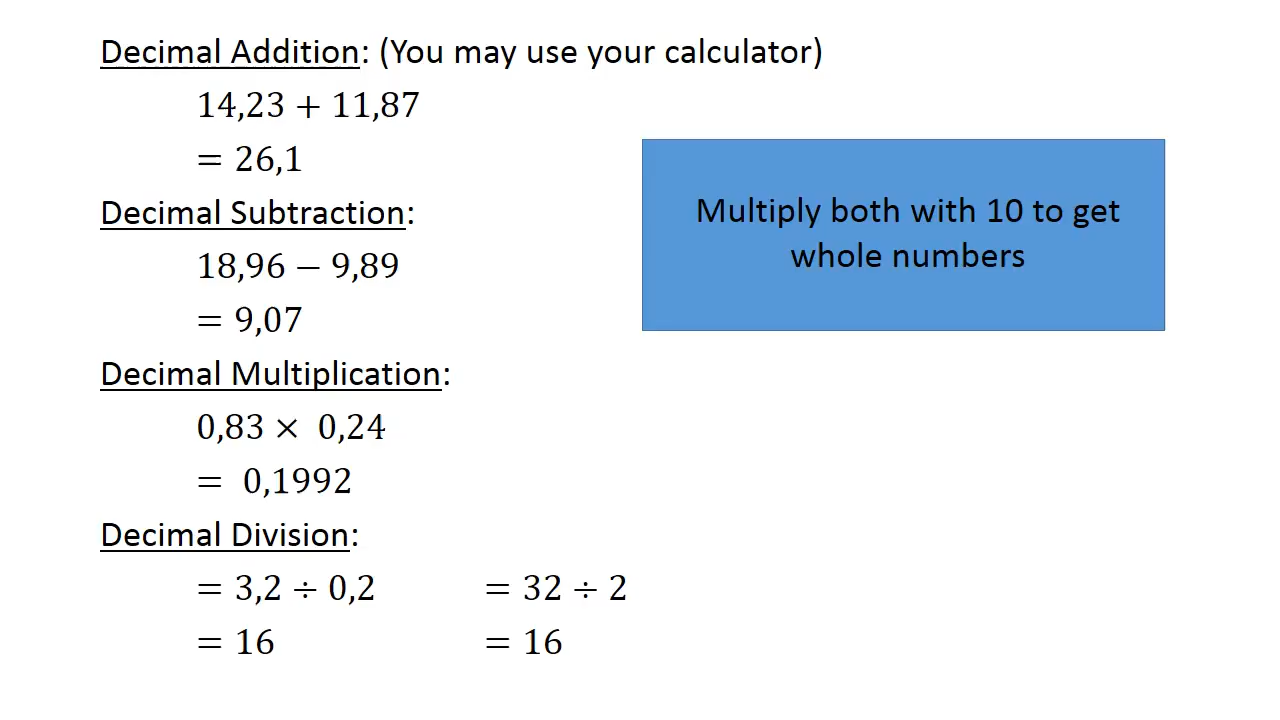 Decimal Addition: (You may use your calculator)
14,23 + 11,87
= 26,1
Decimal Subtraction:
18,96 − 9,89
= 9,07
Decimal Multiplication:
0,83 × 0,24
= 0,1992
Decimal Division:
= 3,2 ÷ 0,2 = 32 ÷ 2
= 16 = 16
Multiply both with 10 to get
whole numbers